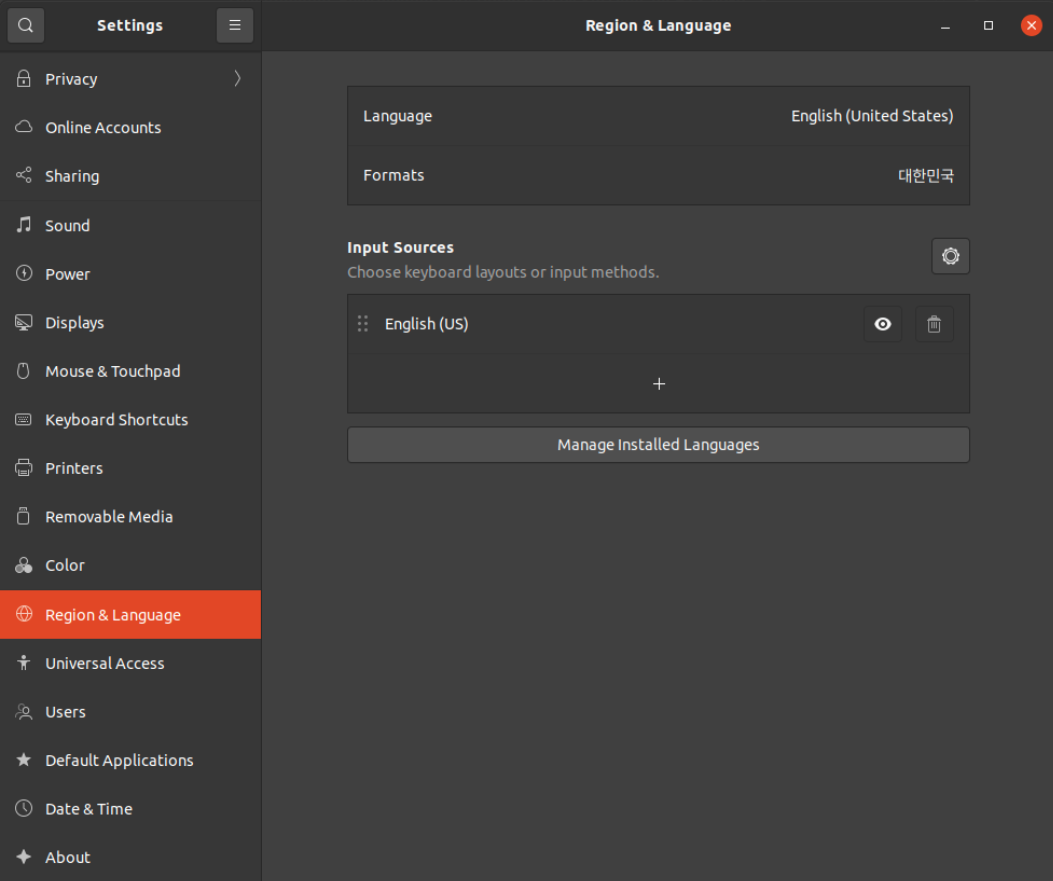 Settings
Region & Language
Privacy
Online Accounts
Sharing
Sound
Power
Displays
Mouse & Touchpad
Keyboard Shortcuts
Printers
Removable Media
Color
Region & Language
Universal Access
Users
Default Applications
Date & Time
About
Language English (United States)
Formats 대한민국
Input Sources
Choose keyboard layouts or input methods.
English (US)
Manage Installed Languages